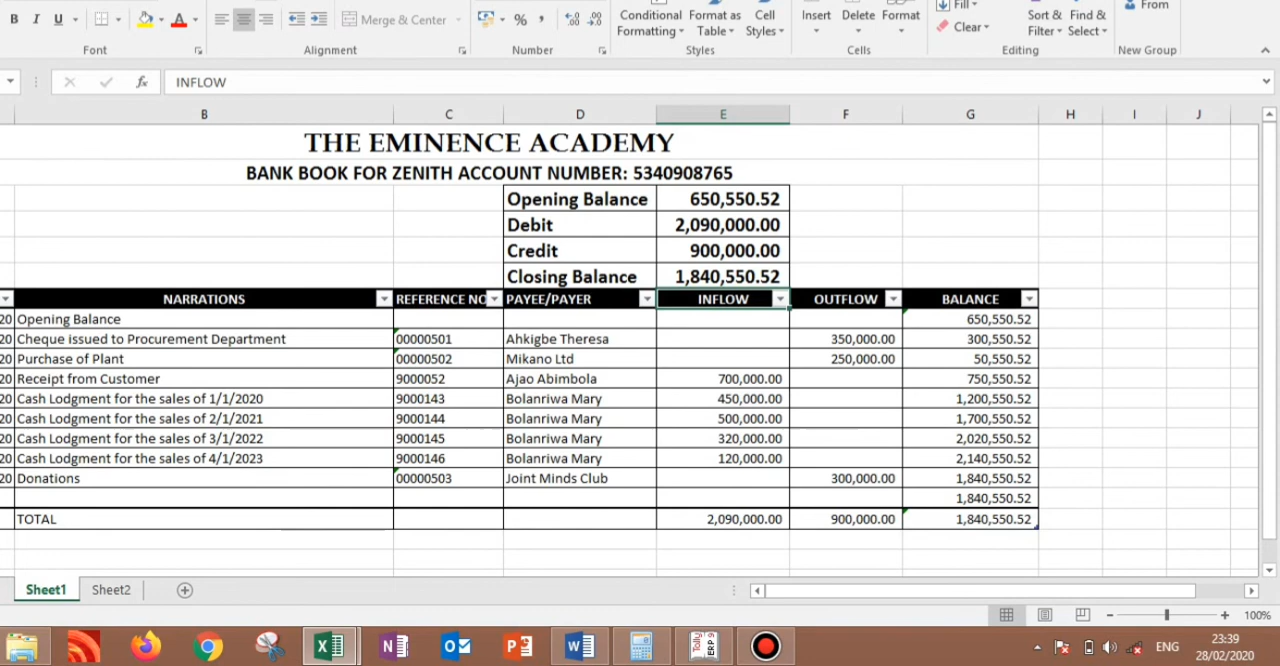 B I U A Merge & Center % , Conditional Format as Cell Insert Delete Format Fill Sort & Find & From
Formatting Table Styles Clear Filter Select
Font Alignment Number Styles Cells Editing New Group
fx INFLOW
B C D E F G H I J
THE EMINENCE ACADEMY
BANK BOOK FOR ZENITH ACCOUNT NUMBER: 5340908765
Opening Balance 650,550.52
Debit 2,090,000.00
Credit 900,000.00
Closing Balance 1,840,550.52
NARRATIONS REFERENCE NO PAYEE/PAYER INFLOW OUTFLOW BALANCE
20 Opening Balance 650,550.52
20 Cheque issued to Procurement Department 00000501 Ahkigbe Theresa 350,000.00 300,550.52
20 Purchase of Plant 00000502 Mikano Ltd 250,000.00 50,550.52
20 Receipt from Customer 9000052 Ajao Abimbola 700,000.00 750,550.52
20 Cash Lodgment for the sales of 1/1/2020 9000143 Bolanriwa Mary 450,000.00 1,200,550.52
20 Cash Lodgment for the sales of 2/1/2021 9000144 Bolanriwa Mary 500,000.00 1,700,550.52
20 Cash Lodgment for the sales of 3/1/2022 9000145 Bolanriwa Mary 320,000.00 2,020,550.52
20 Cash Lodgment for the sales of 4/1/2023 9000146 Bolanriwa Mary 120,000.00 2,140,550.52
20 Donations 00000503 Joint Minds Club 300,000.00 1,840,550.52
1,840,550.52
TOTAL 2,090,000.00 900,000.00 1,840,550.52
Sheet1 Sheet2
100%
ENG 23:39
28/02/2020